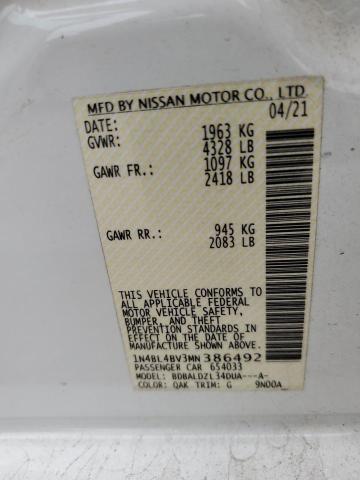 MFD BY NISSAN MOTOR CO., LTD.
DATE: 04/21
GVWR: 1963 KG
4328 LB
GAWR FR.: 1097 KG
2418 LB
GAWR RR.: 945 KG
2083 LB
THIS VEHICLE CONFORMS TO
ALL APPLICABLE FEDERAL
MOTOR VEHICLE SAFETY,
BUMPER, AND THEFT
PREVENTION STANDARDS
IN EFFECT ON THE DATE OF
MANUFACTURE SHOWN ABOVE.
1N4BL4BV3MN386492
PASSENGER CAR 654033
MODEL: BDBALDZL34DUA---A-
COLOR: QAK TRIM: G 9N00A